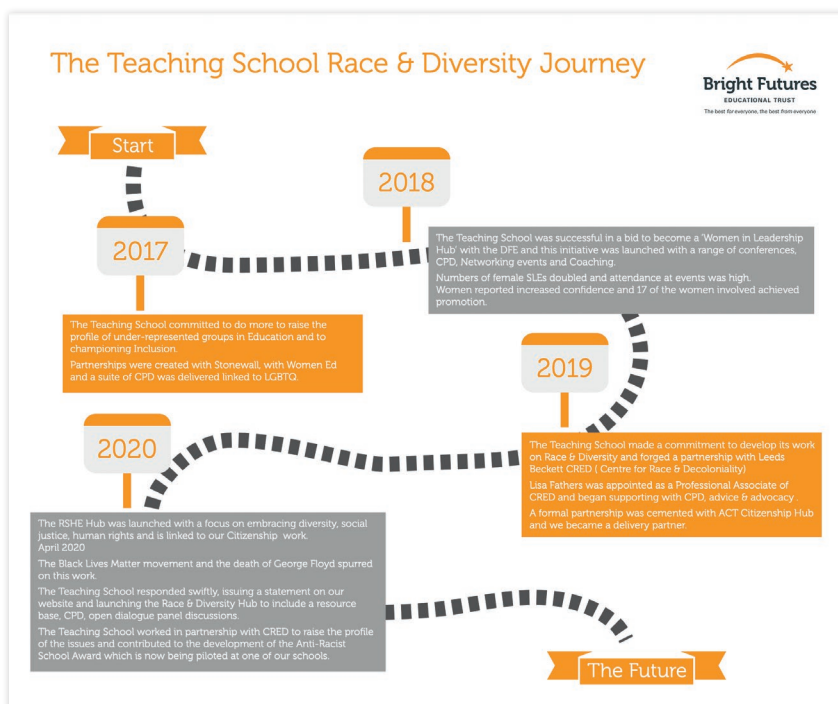 The Teaching School Race & Diversity Journey
Bright Futures
EDUCATIONAL TRUST
The best for everyone, the best from everyone
Start
2017
The Teaching School committed to do more to raise the
profile of under-represented groups in Education and to
championing Inclusion.
Partnerships were created with Stonewall, with Women Ed
and a suite of CPD was delivered linked to LGBTQ.
2018
The Teaching School was successful in a bid to become a 'Women in Leadership
Hub' with the DFE and this initiative was launched with a range of conferences,
CPD, Networking events and Coaching.
Numbers of female SLEs doubled and attendance at events was high.
Women reported increased confidence and 17 of the women involved achieved
promotion.
2019
The Teaching School made a commitment to develop its work
on Race & Diversity and forged a partnership with Leeds
Beckett CRED ( Centre for Race & Decoloniality)
Lisa Fathers was appointed as a Professional Associate of
CRED and began supporting with CPD, advice & advocacy .
A formal partnership was cemented with ACT Citizenship Hub
and we became a delivery partner.
2020
The RSHE Hub was launched with a focus on embracing diversity, social
justice, human rights and is linked to our Citizenship work.
April 2020
The Black Lives Matter movement and the death of George Floyd spurred
on this work.
The Teaching School responded swiftly, issuing a statement on our
website and launching the Race & Diversity Hub to include a resource
base, CPD, open dialogue panel discussions.
The Teaching School worked in partnership with CRED to raise the profile
of the issues and contributed to the development of the Anti-Racist
School Award which is now being piloted at one of our schools.
The Future